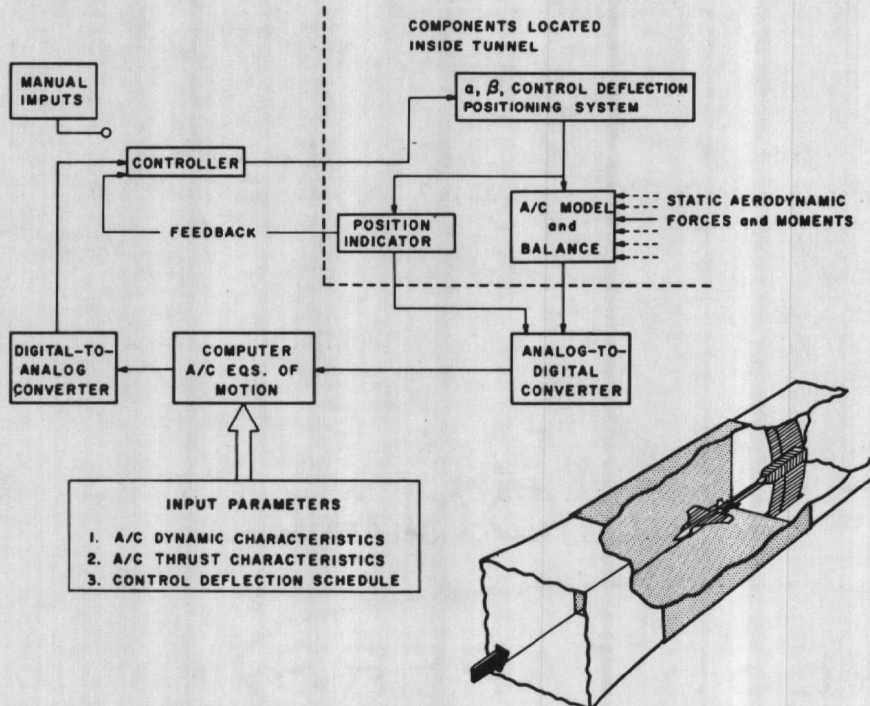 COMPONENTS LOCATED
INSIDE TUNNEL
MANUAL
IMPUTS
α, β, CONTROL DEFLECTION
POSITIONING SYSTEM
CONTROLLER
A/C MODEL
and
BALANCE
STATIC AERODYNAMIC
FORCES and MOMENTS
FEEDBACK
POSITION
INDICATOR
DIGITAL-TO-
ANALOG
CONVERTER
COMPUTER
A/C EQS. OF
MOTION
ANALOG-TO-
DIGITAL
CONVERTER
INPUT PARAMETERS
1. A/C DYNAMIC CHARACTERISTICS
2. A/C THRUST CHARACTERISTICS
3. CONTROL DEFLECTION SCHEDULE